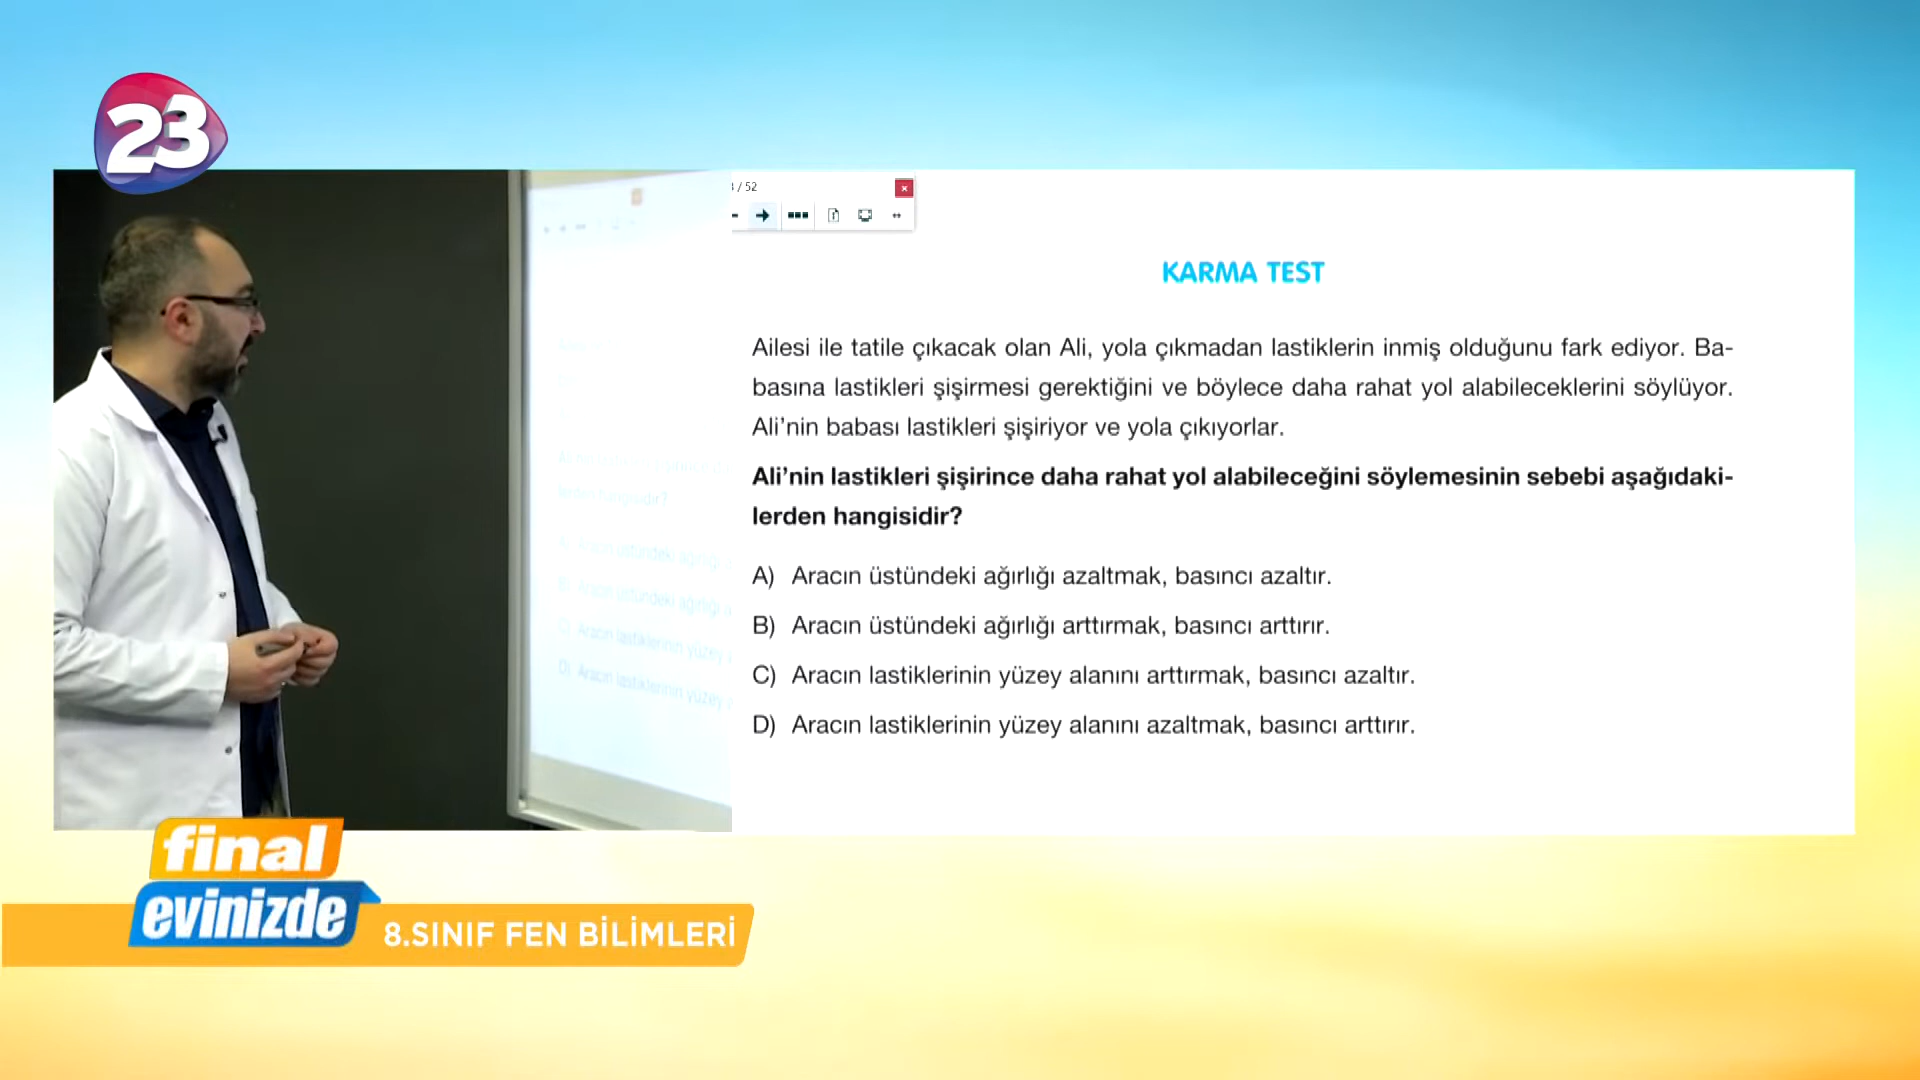 23
3 / 52
KARMA TEST
Ailesi ile tatile çıkacak olan Ali, yola çıkmadan lastiklerin inmiş olduğunu fark ediyor. Ba-
basına lastikleri şişirmesi gerektiğini ve böylece daha rahat yol alabileceklerini söylüyor.
Ali’nin babası lastikleri şişiriyor ve yola çıkıyorlar.
Ali’nin lastikleri şişirince daha rahat yol alabileceğini söylemesinin sebebi aşağıdaki-
lerden hangisidir?
A) Aracın üstündeki ağırlığı azaltmak, basıncı azaltır.
B) Aracın üstündeki ağırlığı arttırmak, basıncı arttırır.
C) Aracın lastiklerinin yüzey alanını arttırmak, basıncı azaltır.
D) Aracın lastiklerinin yüzey alanını azaltmak, basıncı arttırır.
final
evinizde
8.SINIF FEN BİLİMLERİ